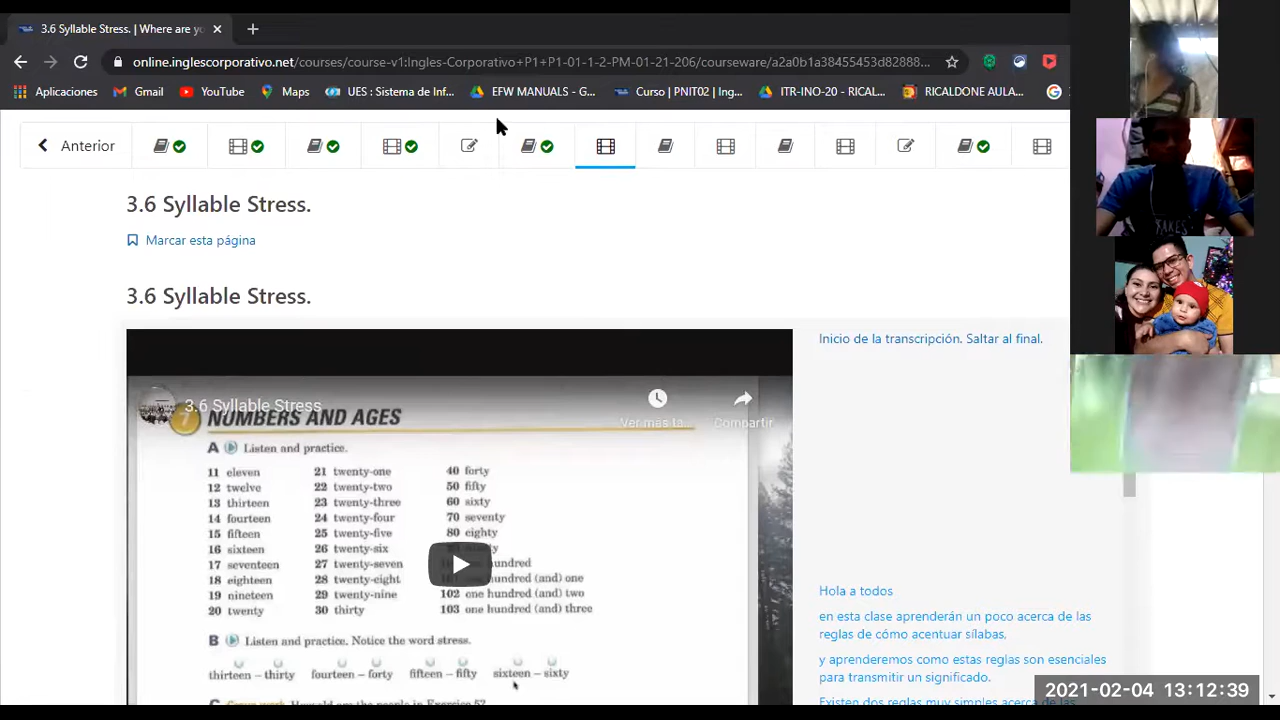 3.6 Syllable Stress. | Where are yo
online.inglescorporativo.net/courses/course-v1:Ingles-Corporativo+P1+P1-01-1-2-PM-01-21-206/courseware/a2a0b1a38455453d82888...
Aplicaciones Gmail YouTube Maps UES : Sistema de Inf... EFW MANUALS - G... Curso | PNIT02 | Ing... ITR-INO-20 - RICAL... RICALDONE AULA...
Anterior
3.6 Syllable Stress.
Marcar esta página
3.6 Syllable Stress.
Inicio de la transcripción. Saltar al final.
3.6 Syllable Stress
7 NUMBERS AND AGES
Ver más ta... Compartir
A Listen and practice.
11 eleven 21 twenty-one 40 forty
12 twelve 22 twenty-two 50 fifty
13 thirteen 23 twenty-three 60 sixty
14 fourteen 24 twenty-four 70 seventy
15 fifteen 25 twenty-five 80 eighty
16 sixteen 26 twenty-six
17 seventeen 27 twenty-seven hundred
18 eighteen 28 twenty-eight hundred (and) one
19 nineteen 29 twenty-nine 102 one hundred (and) two
20 twenty 30 thirty 103 one hundred (and) three
B Listen and practice. Notice the word stress.
thirteen – thirty fourteen – forty fifteen – fifty sixteen – sixty
Hola a todos
en esta clase aprenderán un poco acerca de las
reglas de cómo acentuar sílabas,
y aprenderemos como estas reglas son esenciales
para transmitir un significado.
Existen dos reglas muy simples acerca de las
2021-02-04 13:12:39